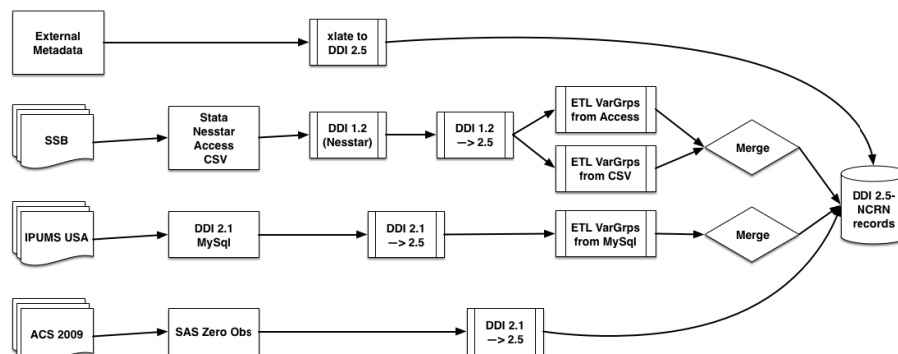 External
Metadata
xlate to
DDI 2.5
SSB
Stata
Nesstar
Access
CSV
DDI 1.2
(Nesstar)
DDI 1.2
—> 2.5
ETL VarGrps
from Access
ETL VarGrps
from CSV
Merge
DDI 2.5-
NCRN
records
IPUMS USA
DDI 2.1
MySql
DDI 2.1
—> 2.5
ETL VarGrps
from MySql
Merge
ACS 2009
SAS Zero Obs
DDI 2.1
—> 2.5